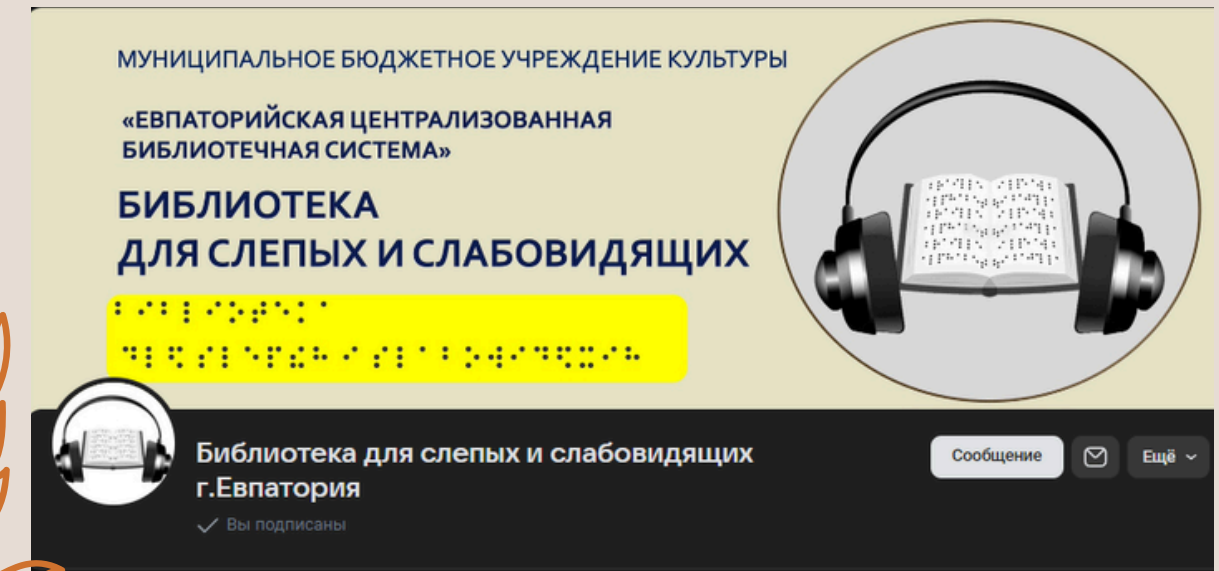 МУНИЦИПАЛЬНОЕ БЮДЖЕТНОЕ УЧРЕЖДЕНИЕ КУЛЬТУРЫ
«ЕВПАТОРИЙСКАЯ ЦЕНТРАЛИЗОВАННАЯ
БИБЛИОТЕЧНАЯ СИСТЕМА»
БИБЛИОТЕКА
ДЛЯ СЛЕПЫХ И СЛАБОВИДЯЩИХ
⠃⠊⠃⠇⠊⠕⠞⠑⠅⠁
⠙⠇⠫ ⠎⠇⠑⠏⠮⠓ ⠊ ⠎⠇⠁⠃⠕⠺⠊⠙⠫⠭⠊⠓
Библиотека для слепых и слабовидящих
г.Евпатория
Вы подписаны
Сообщение
Ещё